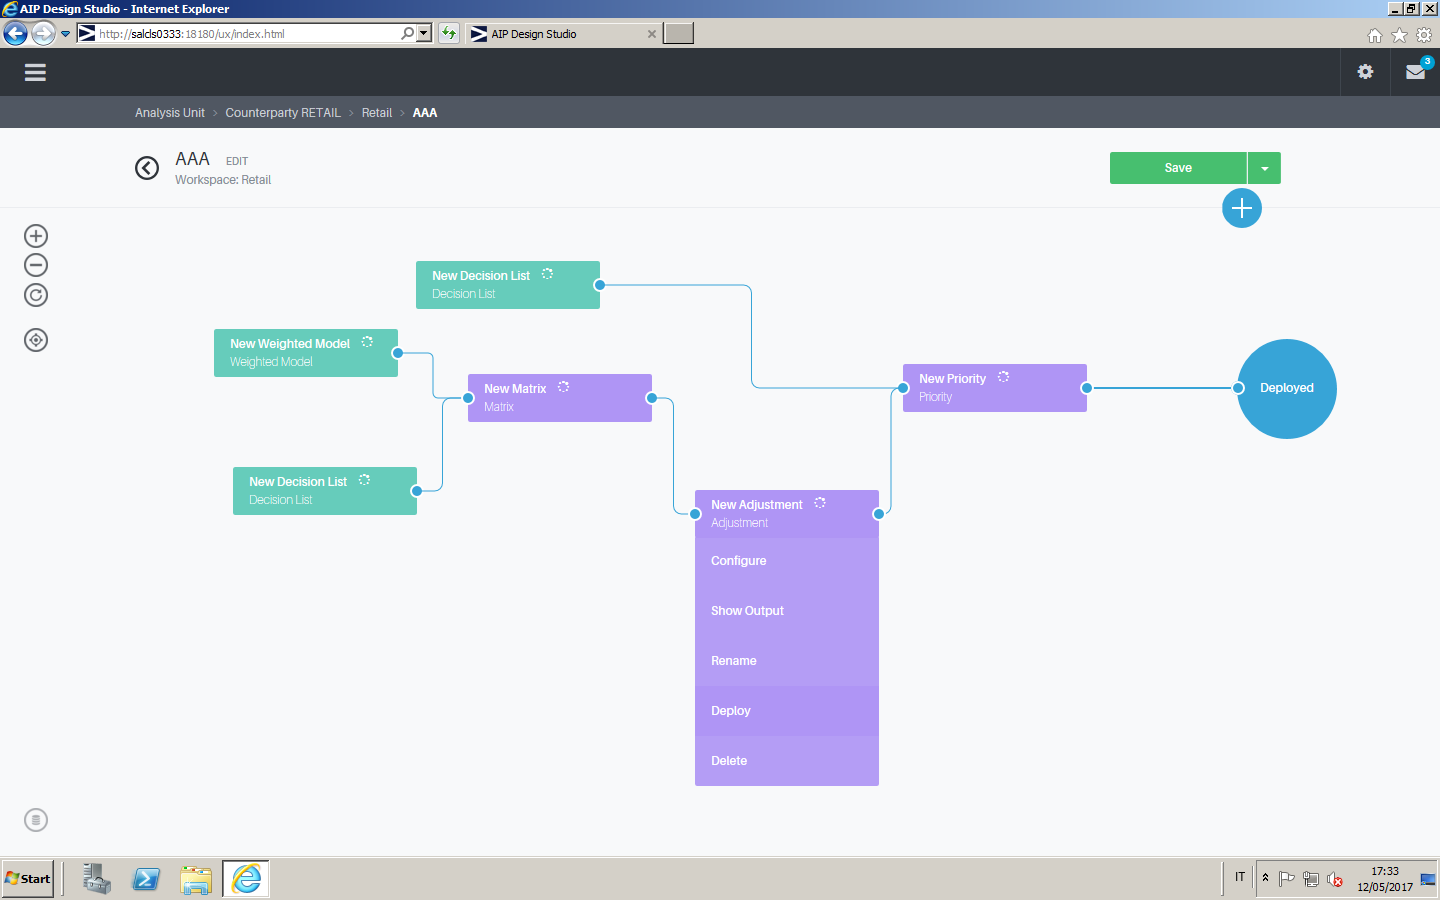 AIP Design Studio - Internet Explorer
http://salcls0333:18180/ux/index.html
AIP Design Studio
3
Analysis Unit > Counterparty RETAIL > Retail > AAA
AAA EDIT
Workspace: Retail
Save
New Decision List
Decision List
New Weighted Model
Weighted Model
New Matrix
Matrix
New Priority
Priority
Deployed
New Decision List
Decision List
New Adjustment
Adjustment
Configure
Show Output
Rename
Deploy
Delete
Start
IT
17:33
12/05/2017